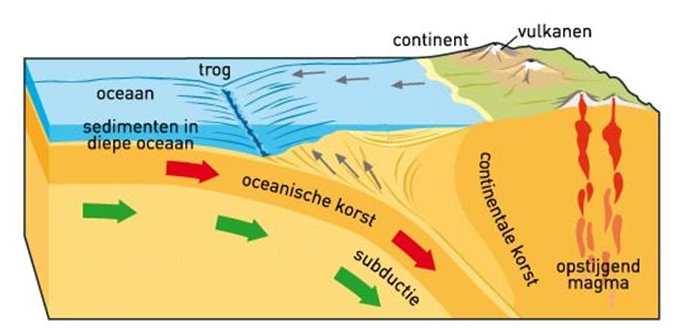 continent
vulkanen
trog
oceaan
sedimenten in
diepe oceaan
oceanische korst
continentale korst
subductie
opstijgend
magma